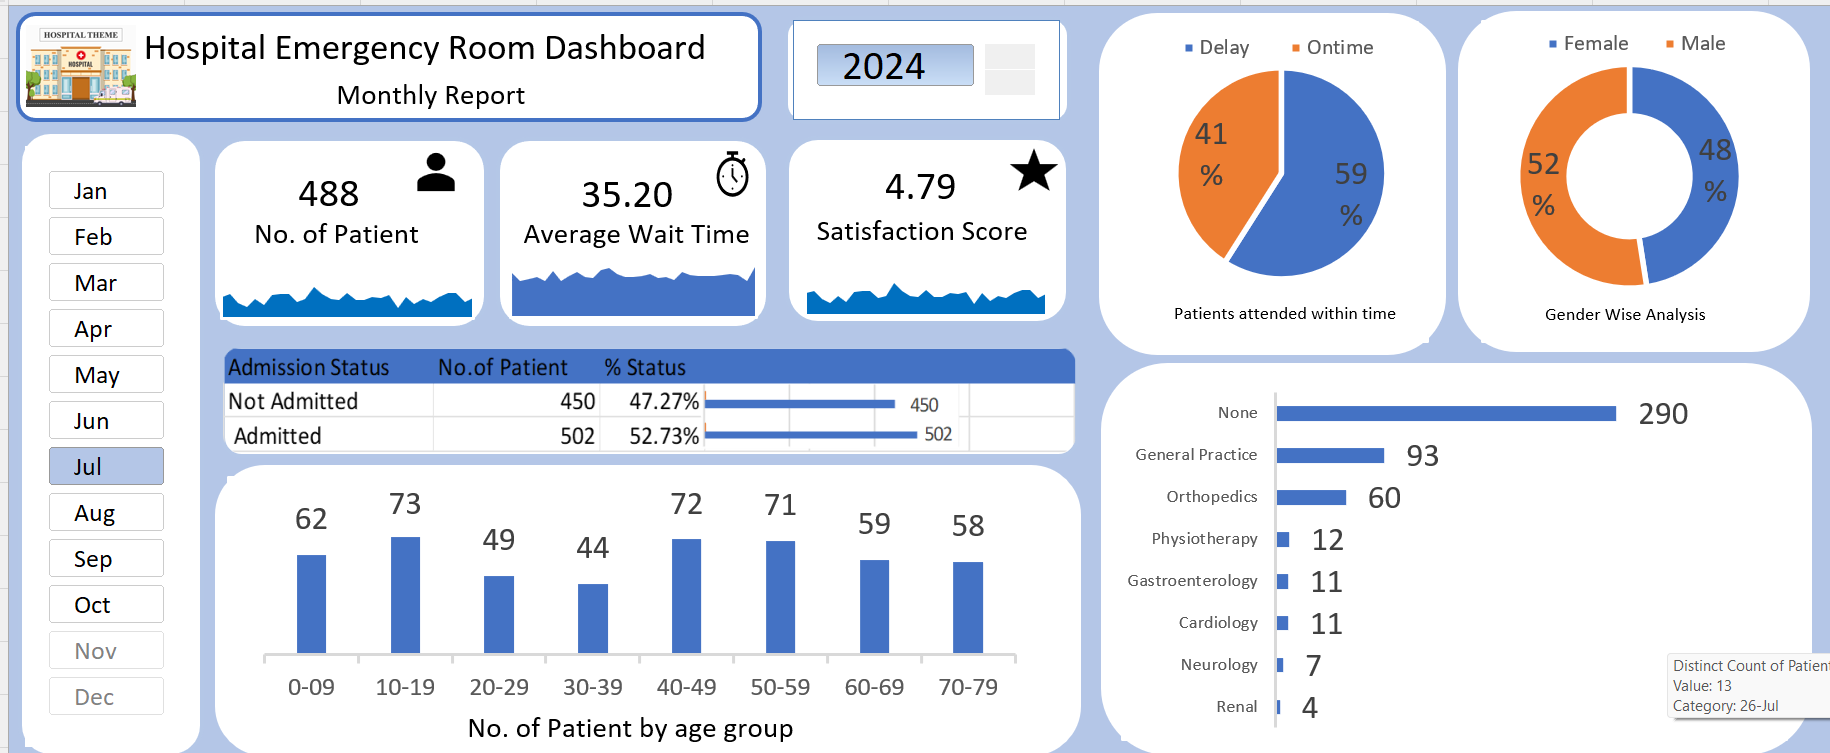 HOSPITAL THEME
HOSPITAL
Hospital Emergency Room Dashboard
Monthly Report
2024
Jan
Feb
Mar
Apr
May
Jun
Jul
Aug
Sep
Oct
Nov
Dec
488
No. of Patient
35.20
Average Wait Time
4.79
Satisfaction Score
Delay Ontime
41
%
59
%
Patients attended within time
Female Male
52
%
48
%
Gender Wise Analysis
Admission Status No.of Patient % Status
Not Admitted 450 47.27% 450
Admitted 502 52.73% 502
62 73 49 44 72 71 59 58
0-09 10-19 20-29 30-39 40-49 50-59 60-69 70-79
No. of Patient by age group
None 290
General Practice 93
Orthopedics 60
Physiotherapy 12
Gastroenterology 11
Cardiology 11
Neurology 7
Renal 4
Distinct Count of Patient
Value: 13
Category: 26-Jul